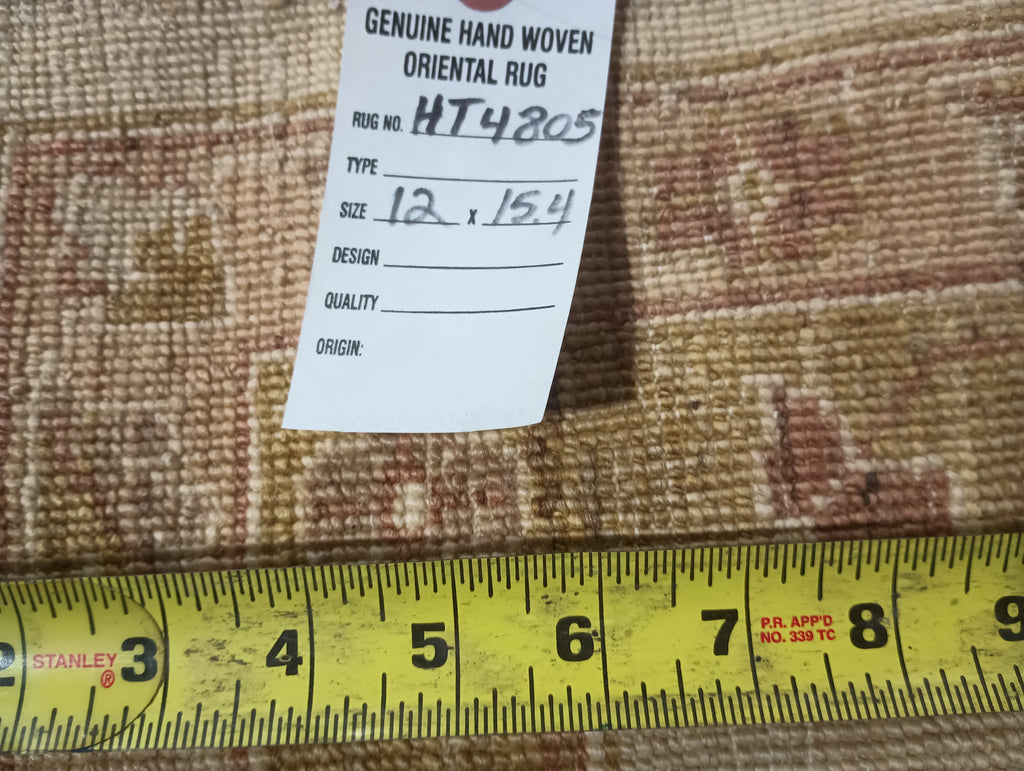 GENUINE HAND WOVEN
ORIENTAL RUG
RUG NO. HT4805
TYPE
SIZE 12 x 15.4
DESIGN
QUALITY
ORIGIN:
2 STANLEY® 3 4 5 6 7 P.R. APP'D 8 9
NO. 339 TC